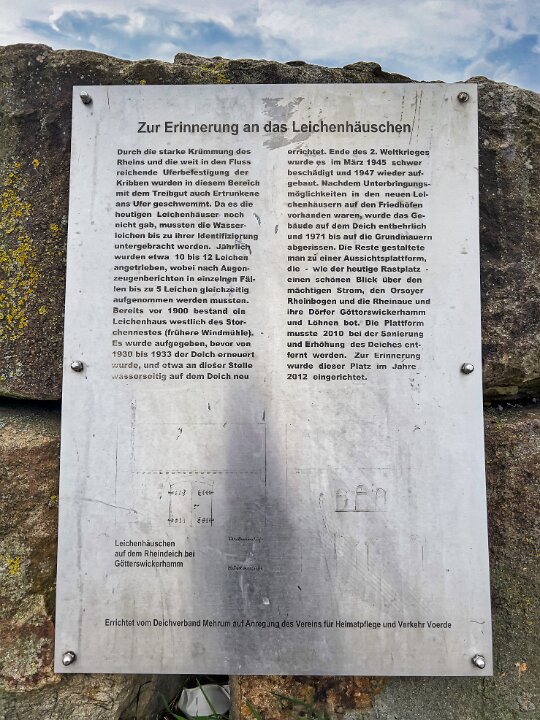 Zur Erinnerung an das Leichenhäuschen
Durch die starke Krümmung des
Rheins und die weit in den Fluss
reichende Uferbefestigung der
Kribben wurden in diesem Bereich
mit dem Treibgut auch Ertrunkene
ans Ufer geschwemmt. Da es die
heutigen Leichenhäuser noch
nicht gab, mussten die Wasser-
leichen bis zu ihrer Identifizierung
untergebracht werden. Jährlich
wurden etwa 10 bis 12 Leichen
angetrieben, wobei nach Augen-
zeugenberichten in einzelnen Fäl-
len bis zu 5 Leichen gleichzeitig
aufgenommen werden mussten.
Bereits vor 1900 bestand ein
Leichenhaus westlich des Stor-
chennestes (frühere Windmühle).
Es wurde aufgegeben, bevor von
1930 bis 1933 der Deich erneuert
wurde, und etwa an dieser Stelle
wasserseitig auf dem Deich neu
errichtet. Ende des 2. Weltkrieges
wurde es im März 1945 schwer
beschädigt und 1947 wieder auf-
gebaut. Nachdem Unterbringungs-
möglichkeiten in den neuen Lei-
chenhäusern auf den Friedhöfen
vorhanden waren, wurde das Ge-
bäude auf dem Deich entbehrlich
und 1971 bis auf die Grundmauern
abgerissen. Die Reste gestaltete
man zu einer Aussichtsplattform,
die - wie der heutige Rastplatz -
einen schönen Blick über den
mächtigen Strom, den Orsoyer
Rheinbogen und die Rheinaue und
ihre Dörfer Götterswickerhamm
und Löhnen bot. Die Plattform
musste 2010 bei der Sanierung
und Erhöhung des Deiches ent-
fernt werden. Zur Erinnerung
wurde dieser Platz im Jahre
2012 eingerichtet.
Leichenhäuschen
auf dem Rheindeich bei
Götterswickerhamm
Errichtet vom Deichverband Mehrum auf Anregung des Vereins für Heimatpflege und Verkehr Voerde